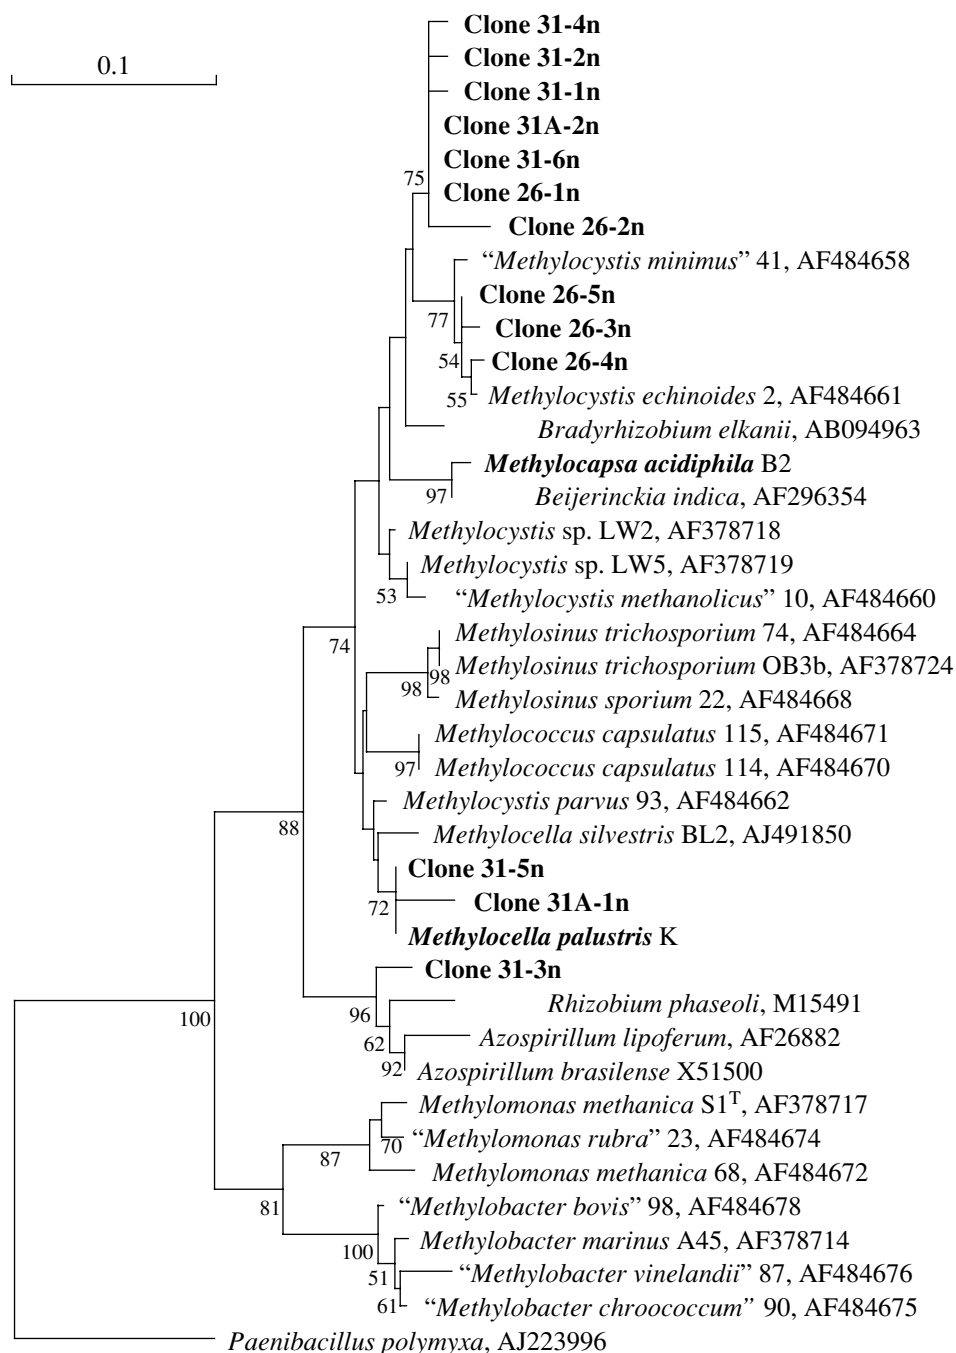 Clone 31-4n
0.1
Clone 31-2n
Clone 31-1n
Clone 31A-2n
Clone 31-6n
75
Clone 26-1n
Clone 26-2n
“Methylocystis minimus” 41, AF484658
Clone 26-5n
77
Clone 26-3n
54
Clone 26-4n
55
Methylocystis echinoides 2, AF484661
Bradyrhizobium elkanii, AB094963
Methylocapsa acidiphila B2
97
Beijerinckia indica, AF296354
Methylocystis sp. LW2, AF378718
Methylocystis sp. LW5, AF378719
53
“Methylocystis methanolicus” 10, AF484660
Methylosinus trichosporium 74, AF484664
74
Methylosinus trichosporium OB3b, AF378724
98
98
Methylosinus sporium 22, AF484668
Methylococcus capsulatus 115, AF484671
97
Methylococcus capsulatus 114, AF484670
Methylocystis parvus 93, AF484662
88
Methylocella silvestris BL2, AJ491850
Clone 31-5n
72
Clone 31A-1n
Methylocella palustris K
Clone 31-3n
96
Rhizobium phaseoli, M15491
100
62
Azospirillum lipoferum, AF26882
92
Azospirillum brasilense X51500
Methylomonas methanica S1T, AF378717
70
“Methylomonas rubra” 23, AF484674
87
Methylomonas methanica 68, AF484672
81
“Methylobacter bovis” 98, AF484678
100
Methylobacter marinus A45, AF378714
51
“Methylobacter vinelandii” 87, AF484676
61
“Methylobacter chroococcum” 90, AF484675
Paenibacillus polymyxa, AJ223996